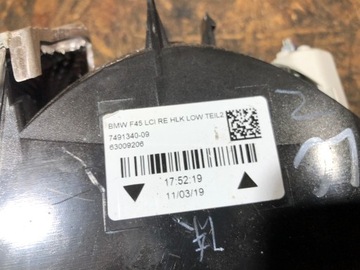 BMW F45 LCI RE HLK LOW TEIL2
7491340-09
63009206
17:52:19
11/03/19